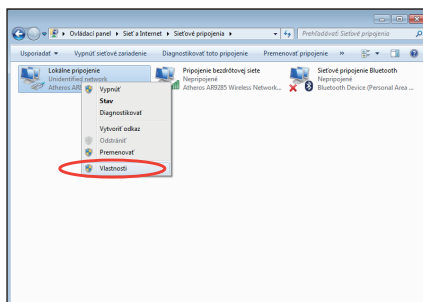 Ovládací panel ▸ Sieť a Internet ▸ Sieťové pripojenia ▸
Prehľadávať: Sieťové pripojenia
Usporiadať ▾ Vypnúť sieťové zariadenie Diagnostikovať toto pripojenie Premenovať pripojenie »
Lokálne pripojenie
Unidentified network
Atheros AR8
Pripojenie bezdrôtovej siete
Nepripojené
Atheros AR9285 Wireless Network...
Sieťové pripojenie Bluetooth
Nepripojené
Bluetooth Device (Personal Area ...
Vypnúť
Stav
Diagnostikovať
Vytvoriť odkaz
Odstrániť
Premenovať
Vlastnosti